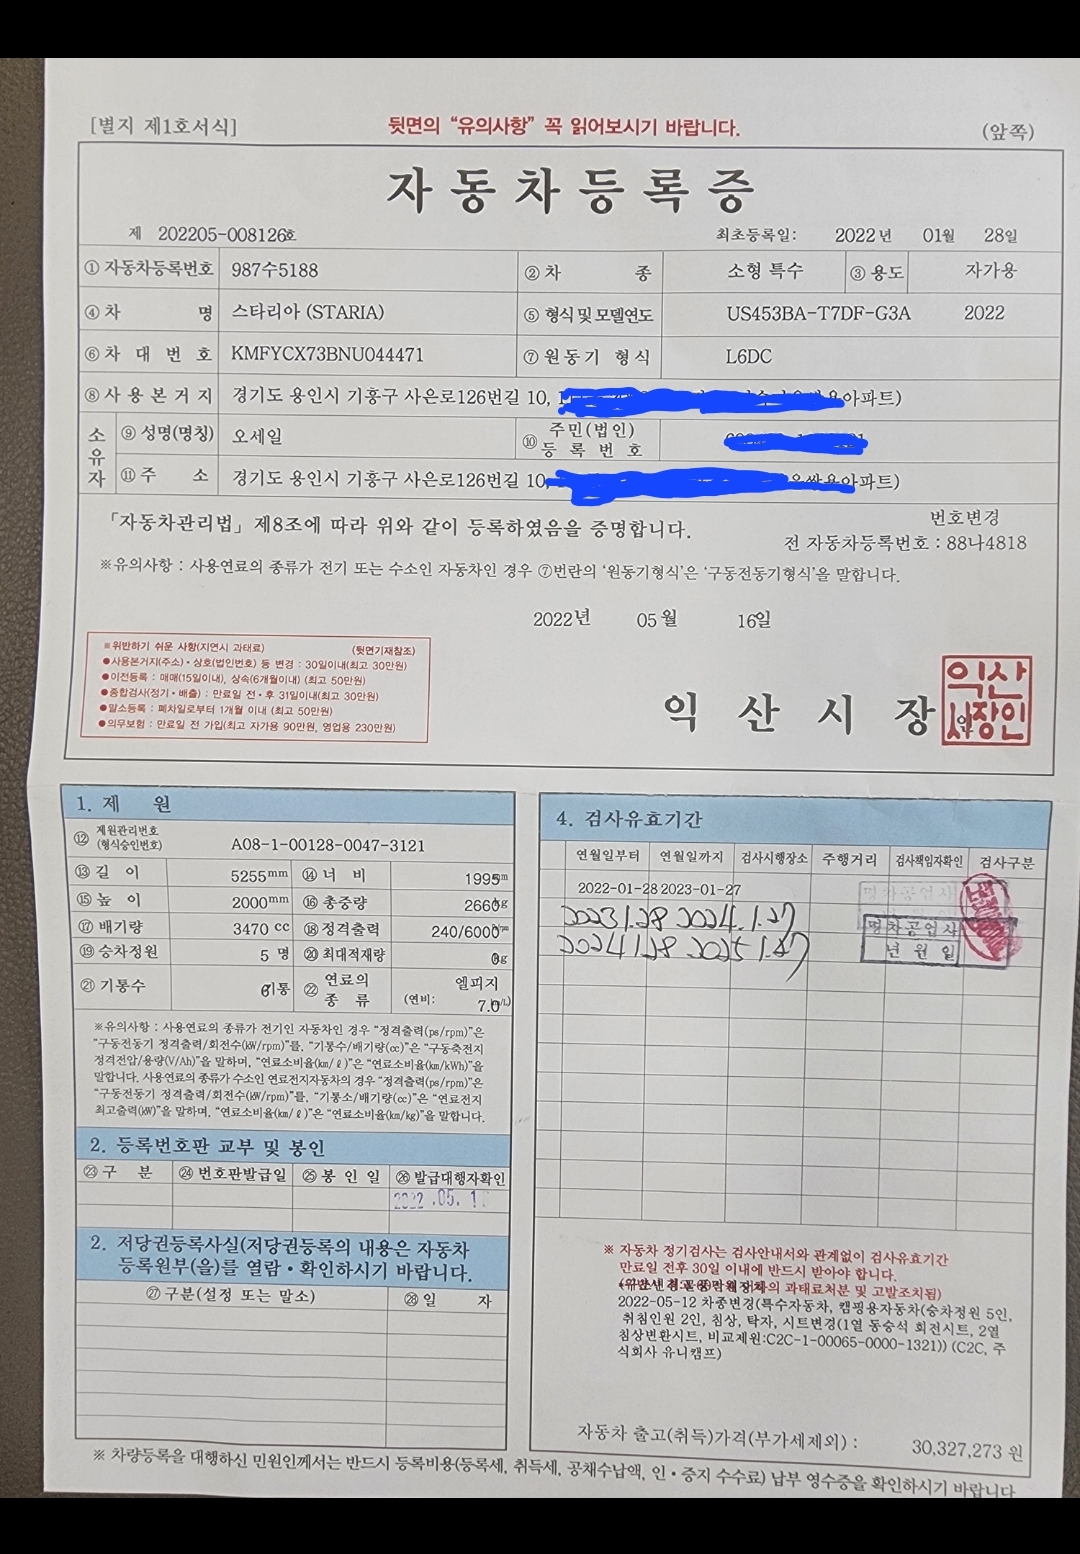 [별지 제1호서식]
뒷면의 “유의사항” 꼭 읽어보시기 바랍니다.
(앞쪽)
자동차등록증
제 202205-008126호
최초등록일: 2022년 01월 28일
① 자동차등록번호 987수5188 ② 차 종 소형 특수 ③ 용도 자가용
④ 차 명 스타리아 (STARIA) ⑤ 형식 및 모델연도 US453BA-T7DF-G3A 2022
⑥ 차 대 번 호 KMFYCX73BNU044471 ⑦ 원동기 형식 L6DC
⑧ 사 용 본 거 지 경기도 용인시 기흥구 사은로126번길 10, 아파트)
소유자
⑨ 성명(명칭) 오세일 ⑩ 주민(법인)등록번호
⑪ 주 소 경기도 용인시 기흥구 사은로126번길 10, 아파트)
「자동차관리법」 제8조에 따라 위와 같이 등록하였음을 증명합니다.
번호변경
전 자동차등록번호 : 88나4818
※유의사항 : 사용연료의 종류가 전기 또는 수소인 자동차인 경우 ⑦번란의 ‘원동기형식’은 ‘구동전동기형식’을 말합니다.
2022년 05월 16일
※위반하기 쉬운 사항(지연시 과태료) (뒷면기재참조)
●사용본거지(주소)·상호(법인번호) 등 변경 : 30일이내(최고 30만원)
●이전등록 : 매매(15일이내), 상속(6개월이내) (최고 50만원)
●종합검사(정기·배출) : 만료일 전·후 31일이내(최고 30만원)
●말소등록 : 폐차일로부터 1개월 이내 (최고 50만원)
●의무보험 : 만료일 전 가입(최고 자가용 90만원, 영업용 230만원)
익 산 시 장 인
익산
시장인
1. 제 원
⑫ 제원관리번호
(형식승인번호) A08-1-00128-0047-3121
⑬ 길 이 5255mm ⑭ 너 비 1995mm
⑮ 높 이 2000mm ⑯ 총중량 2660kg
⑰ 배기량 3470 cc ⑱ 정격출력 240/6000
⑲ 승차정원 5 명 ⑳ 최대적재량 0kg
㉑ 기통수 6기통 ㉒ 연료의 종 류 엘피지
(연비: 7.0
※유의사항 : 사용연료의 종류가 전기인 자동차인 경우 “정격출력(ps/rpm)”은
“구동전동기 정격출력/회전수(kW/rpm)”를, “기통수/배기량(cc)”은 “구동축전지
정격전압/용량(V/Ah)”을 말하며, “연료소비율(km/ℓ)”은 “연료소비율(km/kWh)”을
말합니다. 사용연료의 종류가 수소인 연료전지자동차의 경우 “정격출력(ps/rpm)”은
“구동전동기 정격출력/회전수(kW/rpm)”를, “기통소/배기량(cc)”은 “연료전지
최고출력(kW)”을 말하며, “연료소비율(km/ℓ)”은 “연료소비율(km/kg)”을 말합니다.
2. 등록번호판 교부 및 봉인
㉓ 구 분 ㉔ 번호판발급일 ㉕ 봉 인 일 ㉖ 발급대행자확인
2022.05.1
2. 저당권등록사실(저당권등록의 내용은 자동차
등록원부(을)를 열람·확인하시기 바랍니다.
㉗ 구분(설정 또는 말소) ㉘ 일 자
4. 검사유효기간
연월일부터 연월일까지 검사시행장소 주행거리 검사책임자확인 검사구분
2022-01-28 2023-01-27
2023.1.28 2024.1.27
2024.1.28 2025.1.27
명차공업사
년 월 일
※ 자동차 정기검사는 검사안내서와 관계없이 검사유효기간
만료일 전후 30일 이내에 반드시 받아야 합니다.
과태료처분 및 고발조치됨)
2022-05-12 차종변경(특수자동차, 캠핑용자동차(승차정원 5인,
취침인원 2인, 침상, 탁자, 시트변경(1열 동승석 회전시트, 2열
침상변환시트, 비교제원:C2C-1-00065-0000-1321)) (C2C, 주
식회사 유니캠프)
자동차 출고(취득)가격(부가세제외) : 30,327,273 원
※ 차량등록을 대행하신 민원인께서는 반드시 등록비용(등록세, 취득세, 공채수납액, 인·증지 수수료) 납부 영수증을 확인하시기 바랍니다